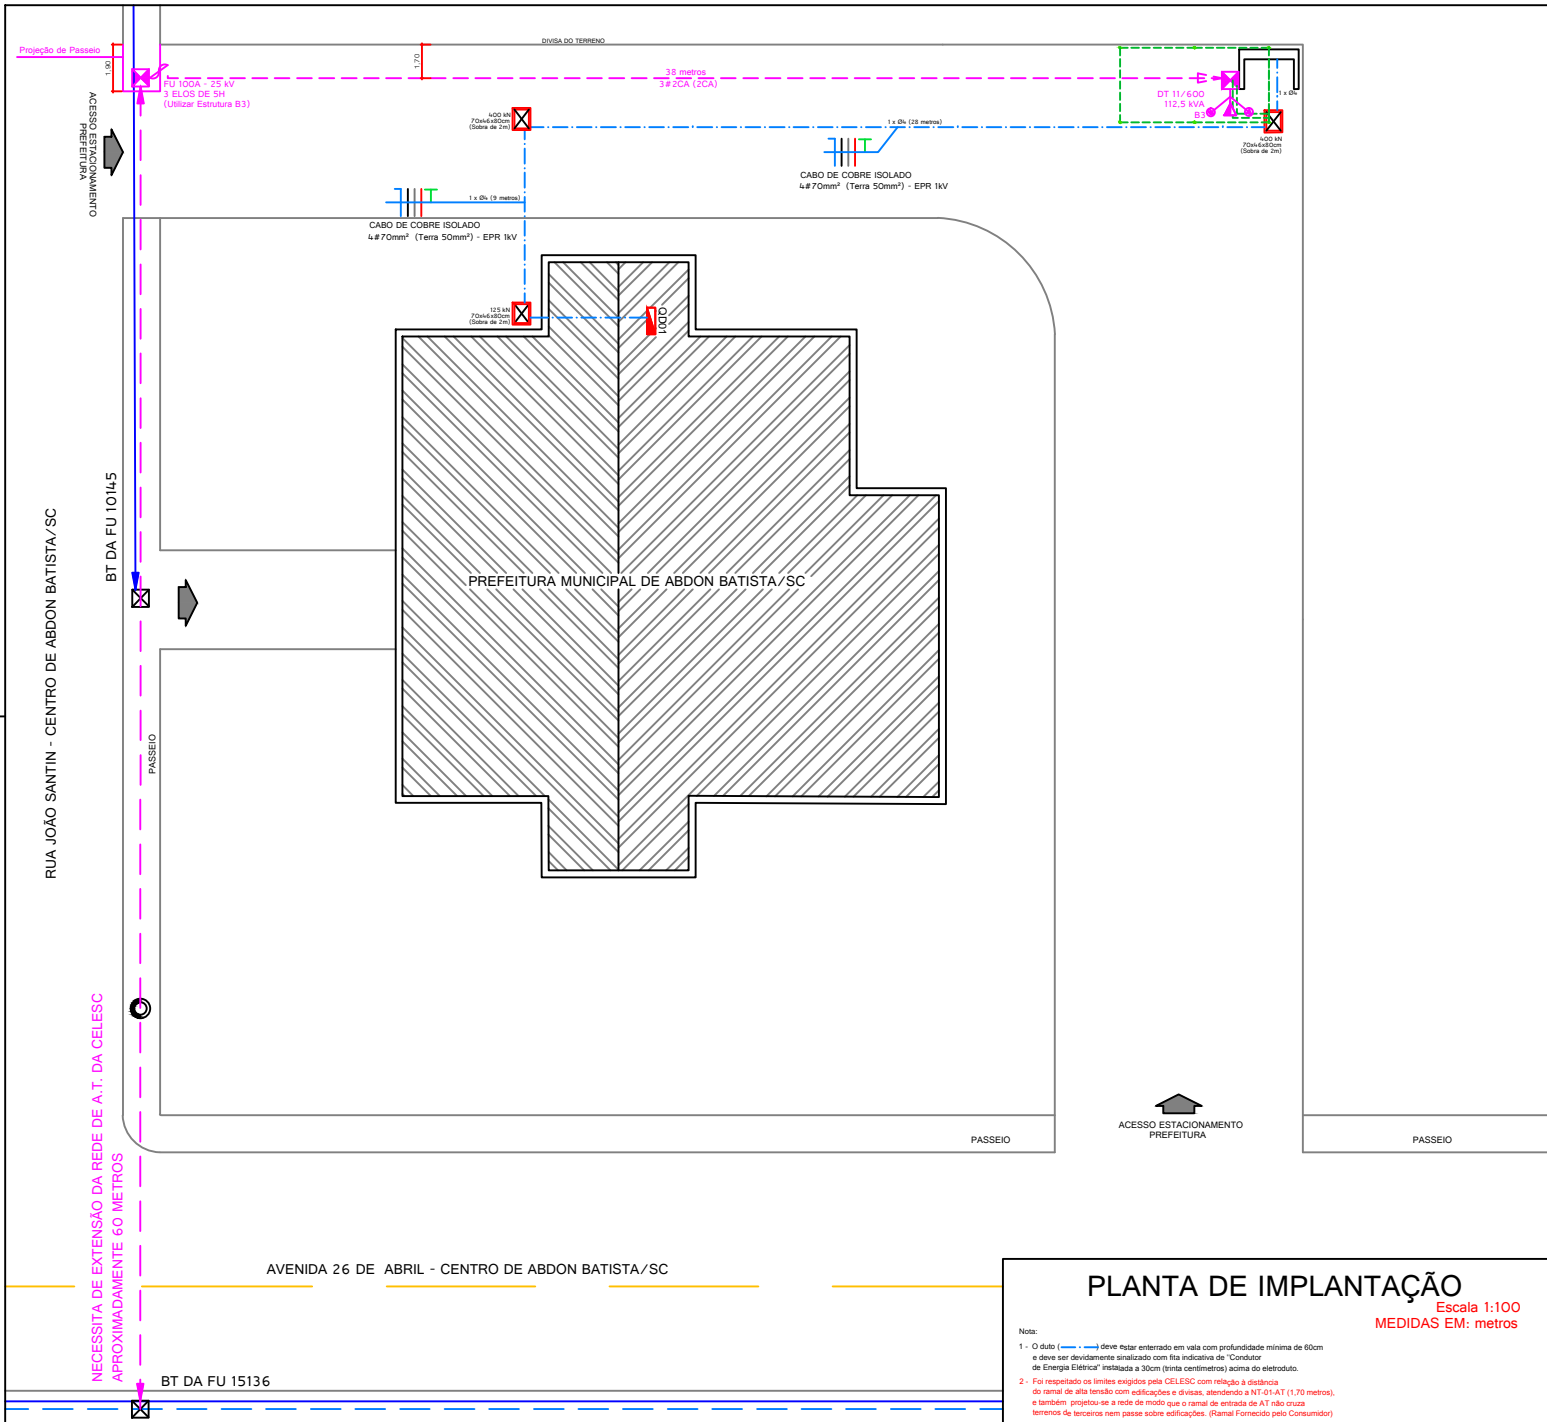 DIVISA DO TERRENO
Projeção de Passeio
1,90
1,70
FU 100A - 25 kV
3 ELOS DE 5H
(Utilizar Estrutura B3)
38 metros
3#2CA (2CA)
DT 11/600
112,5 kVA
B3
1 x Ø4
400 kN
70x46x80cm
(Sobra de 2m)
400 kN
70x46x80cm
(Sobra de 2m)
1 x Ø4 (28 metros)
ACESSO ESTACIONAMENTO
PREFEITURA
CABO DE COBRE ISOLADO
4#70mm² (Terra 50mm²) - EPR 1kV
1 x Ø4 (9 metros)
CABO DE COBRE ISOLADO
4#70mm² (Terra 50mm²) - EPR 1kV
125 kN
70x46x80cm
(Sobra de 2m)
QD01
BT DA FU 10145
RUA JOÃO SANTIN - CENTRO DE ABDON BATISTA/SC
PREFEITURA MUNICIPAL DE ABDON BATISTA/SC
PASSEIO
NECESSITA DE EXTENSÃO DA REDE DE A.T. DA CELESC
APROXIMADAMENTE 60 METROS
ACESSO ESTACIONAMENTO
PREFEITURA
PASSEIO
PASSEIO
AVENIDA 26 DE ABRIL - CENTRO DE ABDON BATISTA/SC
BT DA FU 15136
PLANTA DE IMPLANTAÇÃO
Escala 1:100
MEDIDAS EM: metros
Nota:
1 - O duto ( ) deve estar enterrado em vala com profundidade mínima de 60cm
e deve ser devidamente sinalizado com fita indicativa de "Condutor
de Energia Elétrica" instalada a 30cm (trinta centímetros) acima do eletroduto.
2 - Foi respeitado os limites exigidos pela CELESC com relação à distância
do ramal de alta tensão com edificações e divisas, atendendo a NT-01-AT (1,70 metros),
e também projetou-se a rede de modo que o ramal de entrada de AT não cruza
terrenos de terceiros nem passe sobre edificações. (Ramal Fornecido pelo Consumidor)